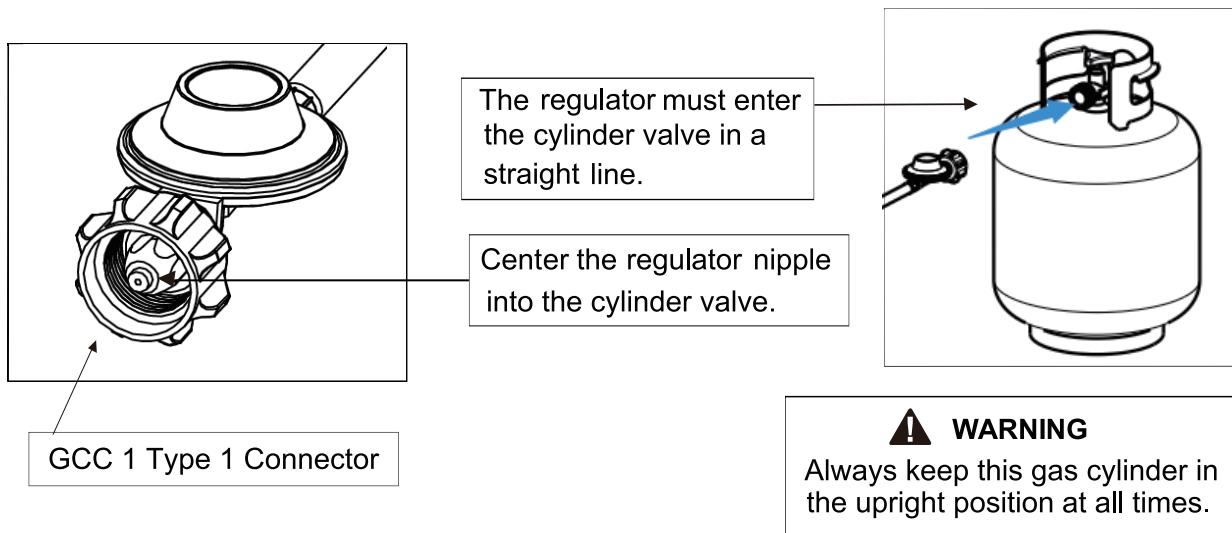 The regulator must enter
the cylinder valve in a
straight line.
Center the regulator nipple
into the cylinder valve.
GCC 1 Type 1 Connector
WARNING
Always keep this gas cylinder in
the upright position at all times.